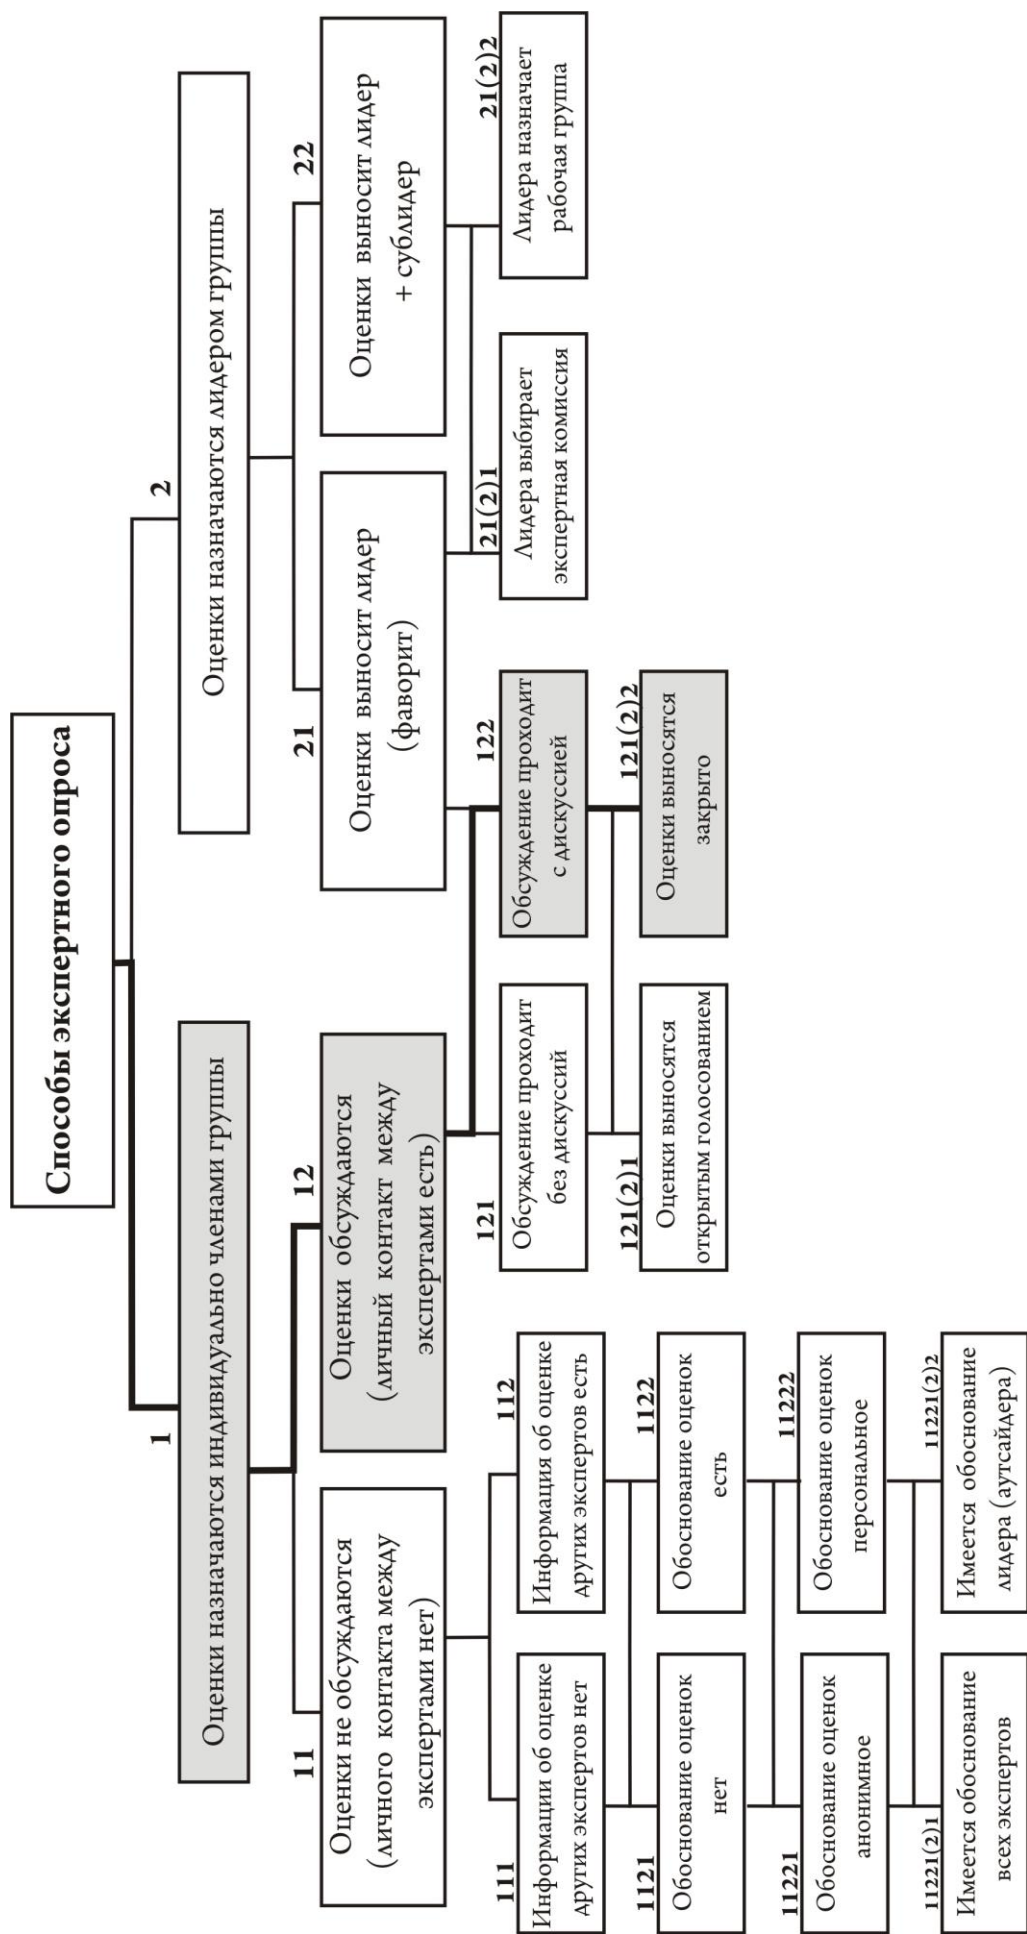 Способы экспертного опроса
1
Оценки назначаются индивидуально членами группы
2
Оценки назначаются лидером группы
11
Оценки не обсуждаются
(личного контакта между
экспертами нет)
12
Оценки обсуждаются
(личный контакт между
экспертами есть)
21
Оценки выносит лидер
(фаворит)
22
Оценки выносит лидер
+ сублидер
111
Информации об оценке
других экспертов нет
112
Информация об оценке
других экспертов есть
121
Обсуждение проходит
без дискуссий
122
Обсуждение проходит
с дискуссией
21(2)1
Лидера выбирает
экспертная комиссия
21(2)2
Лидера назначает
рабочая группа
1121
Обоснование оценок
нет
1122
Обоснование оценок
есть
121(2)1
Оценки выносятся
открытым голосованием
121(2)2
Оценки выносятся
закрыто
11221
Обоснование оценок
анонимное
11222
Обоснование оценок
персональное
11221(2)1
Имеется обоснование
всех экспертов
11221(2)2
Имеется обоснование
лидера (аутсайдера)